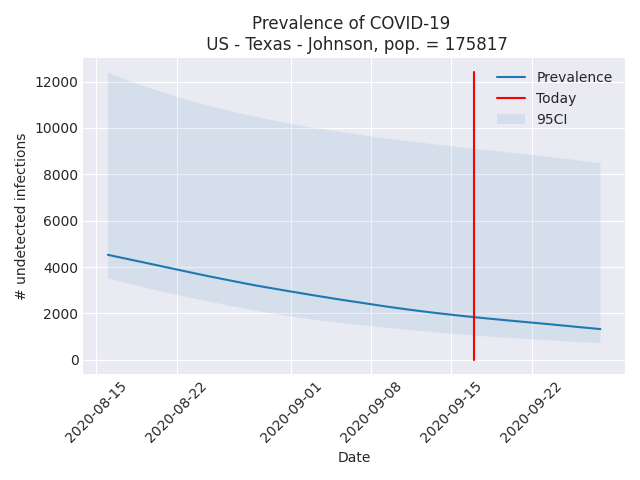 Prevalence of COVID-19
US - Texas - Johnson, pop. = 175817
Prevalence
Today
95CI
# undetected infections
12000
10000
8000
6000
4000
2000
0
2020-08-15
2020-08-22
2020-09-01
2020-09-08
2020-09-15
2020-09-22
Date